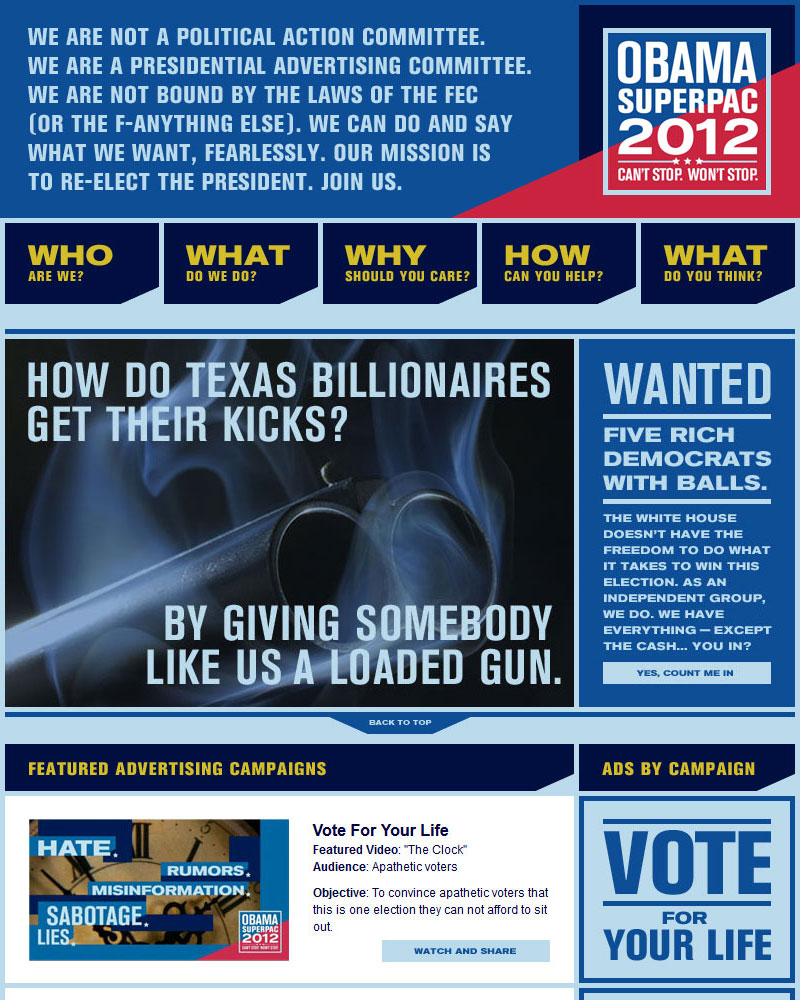 WE ARE NOT A POLITICAL ACTION COMMITTEE.
WE ARE A PRESIDENTIAL ADVERTISING COMMITTEE.
WE ARE NOT BOUND BY THE LAWS OF THE FEC
(OR THE F-ANYTHING ELSE). WE CAN DO AND SAY
WHAT WE WANT, FEARLESSLY. OUR MISSION IS
TO RE-ELECT THE PRESIDENT. JOIN US.
OBAMA
SUPERPAC
2012
CAN'T STOP. WON'T STOP.
WHO
ARE WE?
WHAT
DO WE DO?
WHY
SHOULD YOU CARE?
HOW
CAN YOU HELP?
WHAT
DO YOU THINK?
HOW DO TEXAS BILLIONAIRES
GET THEIR KICKS?
BY GIVING SOMEBODY
LIKE US A LOADED GUN.
WANTED
FIVE RICH
DEMOCRATS
WITH BALLS.
THE WHITE HOUSE
DOESN'T HAVE THE
FREEDOM TO DO WHAT
IT TAKES TO WIN THIS
ELECTION. AS AN
INDEPENDENT GROUP,
WE DO. WE HAVE
EVERYTHING — EXCEPT
THE CASH... YOU IN?
YES, COUNT ME IN
BACK TO TOP
FEATURED ADVERTISING CAMPAIGNS
HATE.
RUMORS.
MISINFORMATION.
SABOTAGE.
LIES.
OBAMA
SUPERPAC
2012
CAN'T STOP. WON'T STOP.
Vote For Your Life
Featured Video: "The Clock"
Audience: Apathetic voters
Objective: To convince apathetic voters that
this is one election they can not afford to sit
out.
WATCH AND SHARE
ADS BY CAMPAIGN
VOTE
FOR
YOUR LIFE